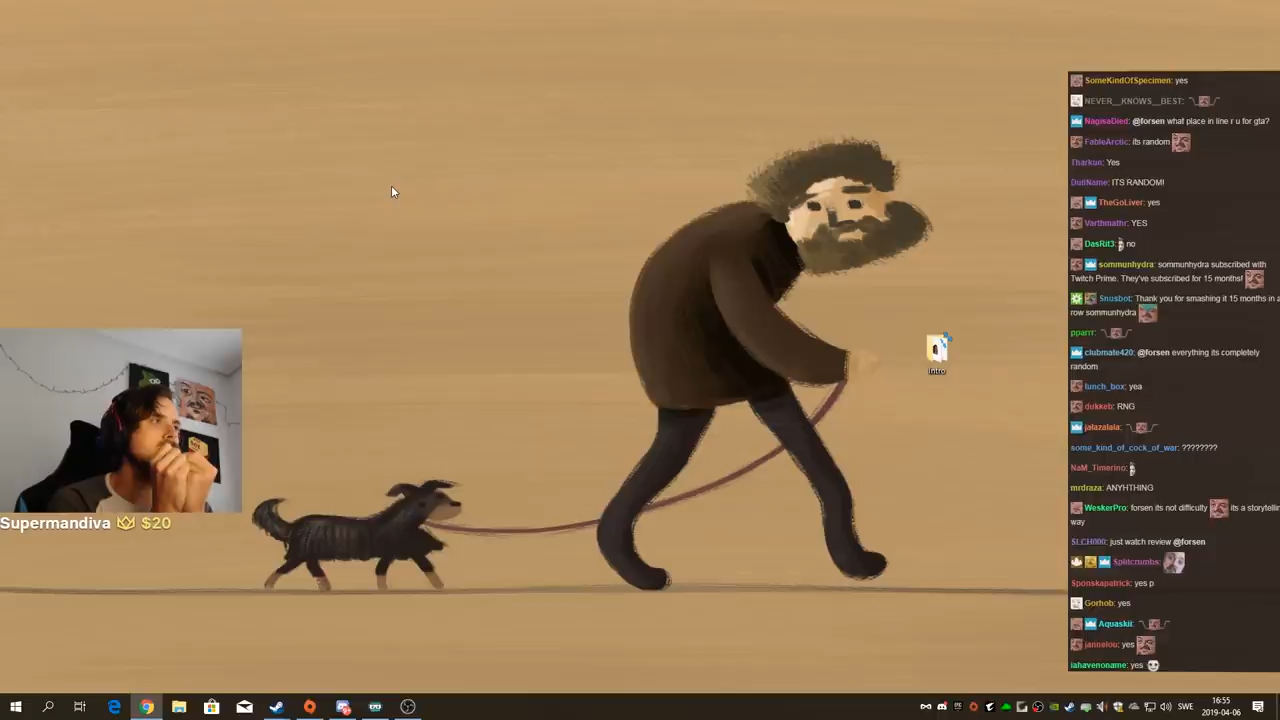 SomeKindOfSpecimen: yes
NEVER__KNOWS__BEST:
NagisaDied: @forsen what place in line r u for gta?
FableArctic: its random
Tharkun: Yes
DutName: ITS RANDOM!
TheGoLiver: yes
Varthmathr: YES
DasRit3: no
sommunhydra: sommunhydra subscribed with
Twitch Prime. They've subscribed for 15 months!
Snusbot: Thank you for smashing it 15 months in a
row sommunhydra
pparrr:
clubmate420: @forsen everything its completely
random
lunch_box: yea
dukkeb: RNG
jalazalala:
some_kind_of_cock_of_war: ????????
NaM_Timerino:
mrdraza: ANYHTHING
WeskerPro: forsen its not difficulty its a storytellin
way
SLCH000: just watch review @forsen
Splitcrumbs:
Sponskapatrick: yes p
Gorhob: yes
Aquaskii:
jannelou: yes
iahavenoname: yes
Intro
Supermandiva $20
SWE
16:55
2019-04-06